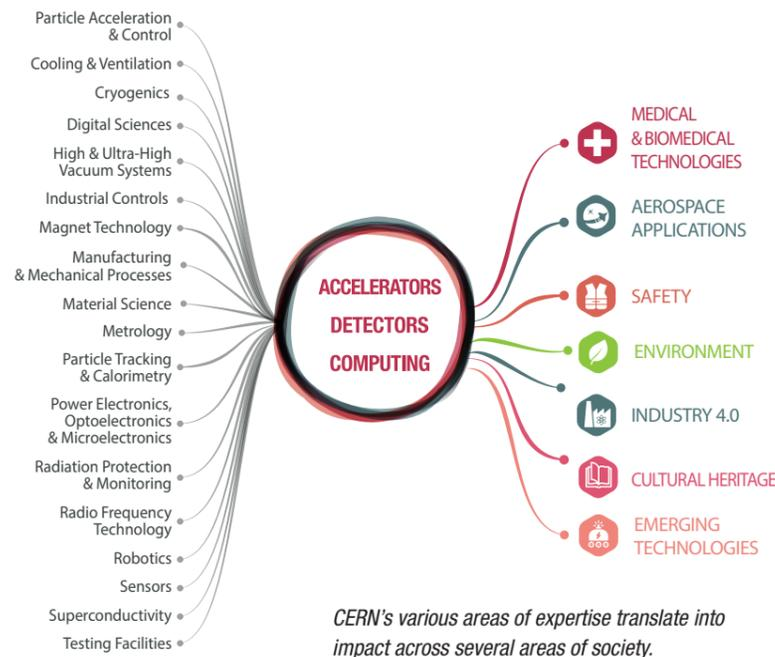 Particle Acceleration
& Control
Cooling & Ventilation
Cryogenics
Digital Sciences
High & Ultra-High
Vacuum Systems
Industrial Controls
Magnet Technology
Manufacturing
& Mechanical Processes
Material Science
Metrology
Particle Tracking
& Calorimetry
Power Electronics,
Optoelectronics
& Microelectronics
Radiation Protection
& Monitoring
Radio Frequency
Technology
Robotics
Sensors
Superconductivity
Testing Facilities
ACCELERATORS
DETECTORS
COMPUTING
MEDICAL
& BIOMEDICAL
TECHNOLOGIES
AEROSPACE
APPLICATIONS
SAFETY
ENVIRONMENT
INDUSTRY 4.0
CULTURAL HERITAGE
EMERGING
TECHNOLOGIES
CERN's various areas of expertise translate into
impact across several areas of society.